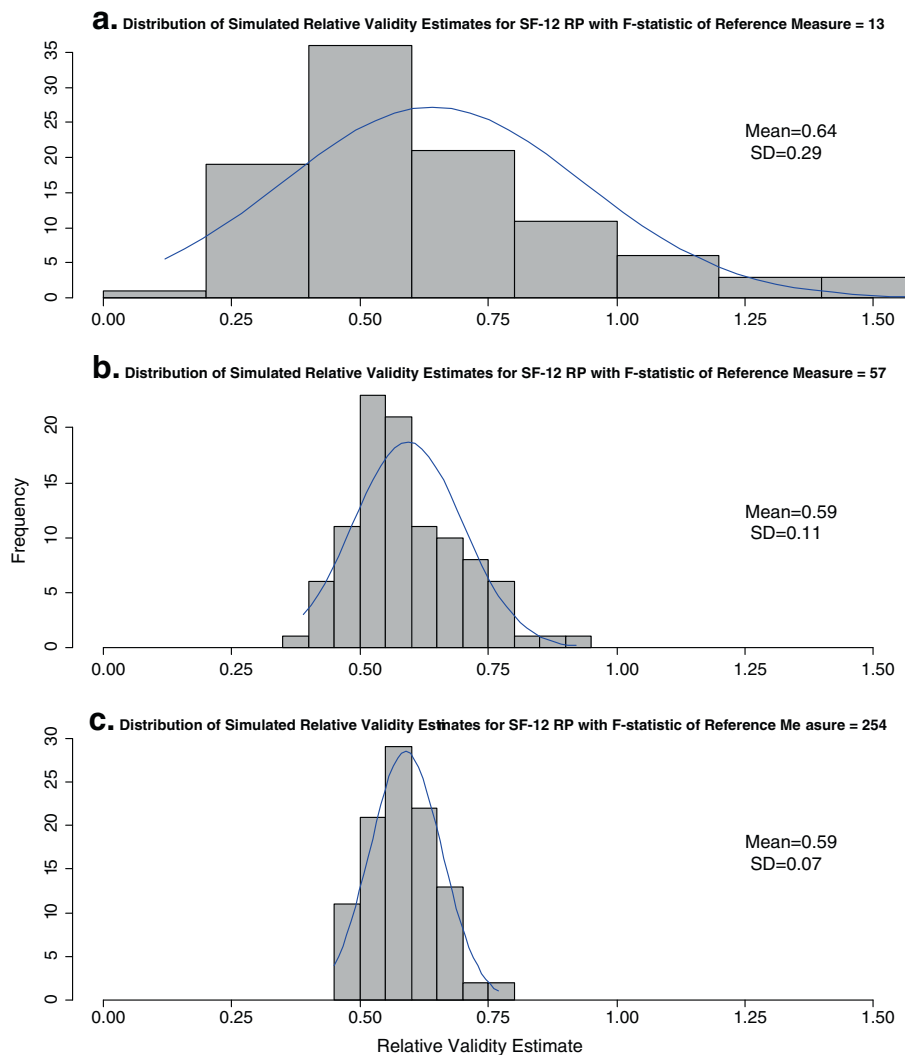 a. Distribution of Simulated Relative Validity Estimates for SF-12 RP with F-statistic of Reference Measure = 13
35
30
25
20
15
10
5
0
Mean=0.64
SD=0.29
0.00 0.25 0.50 0.75 1.00 1.25 1.50
b. Distribution of Simulated Relative Validity Estimates for SF-12 RP with F-statistic of Reference Measure = 57
Frequency
20
15
10
5
0
Mean=0.59
SD=0.11
0.00 0.25 0.50 0.75 1.00 1.25 1.50
c. Distribution of Simulated Relative Validity Estimates for SF-12 RP with F-statistic of Reference Me asure = 254
30
25
20
15
10
5
0
Mean=0.59
SD=0.07
0.00 0.25 0.50 0.75 1.00 1.25 1.50
Relative Validity Estimate